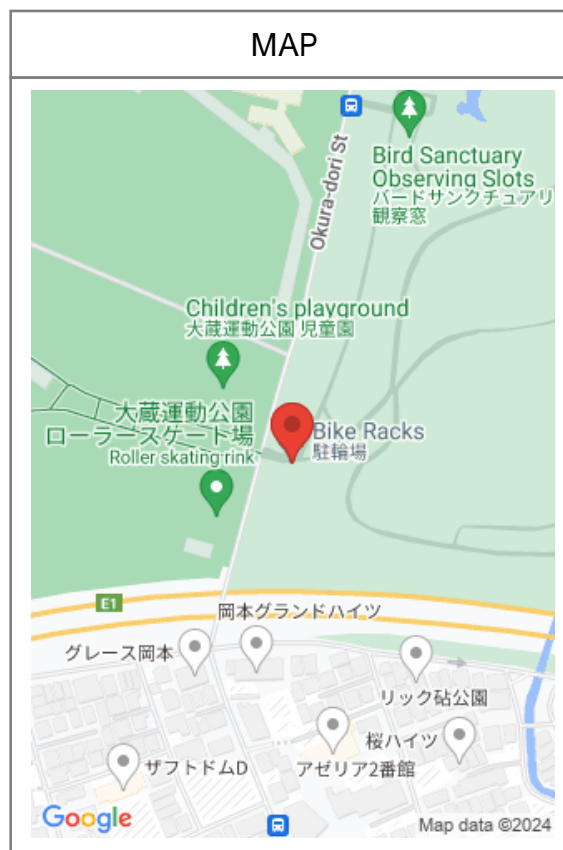 MAP
Okura-dori St
Bird Sanctuary
Observing Slots
バードサンクチュアリ
観察窓
Children's playground
大蔵運動公園 児童園
大蔵運動公園
ローラースケート場
Roller skating rink
Bike Racks
駐輪場
E1
岡本グランドハイツ
グレース岡本
リック砧公園
桜ハイツ
ザフトドムD
アゼリア2番館
Google
Map data ©2024